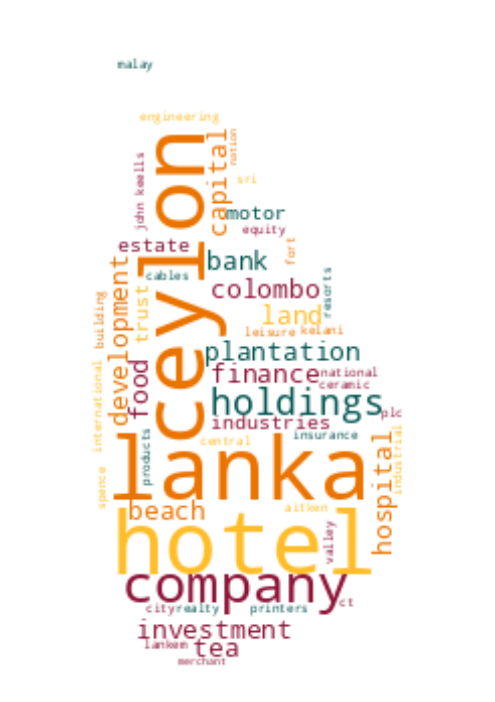 malay
engineering
nation
ceylon
capital
john keells
sri
motor
equity
estate
fort
bank
cables
development
trust
resorts
colombo
building
land
leisure
kelani
plantation
food
finance
national
ceramic
international
holdings
plc
industries
insurance
industrial
central
products
lanka
hospital
spence
beach
aitken
hotel
valley
company
ct
city
realty
printers
investment
lankem
tea
merchant